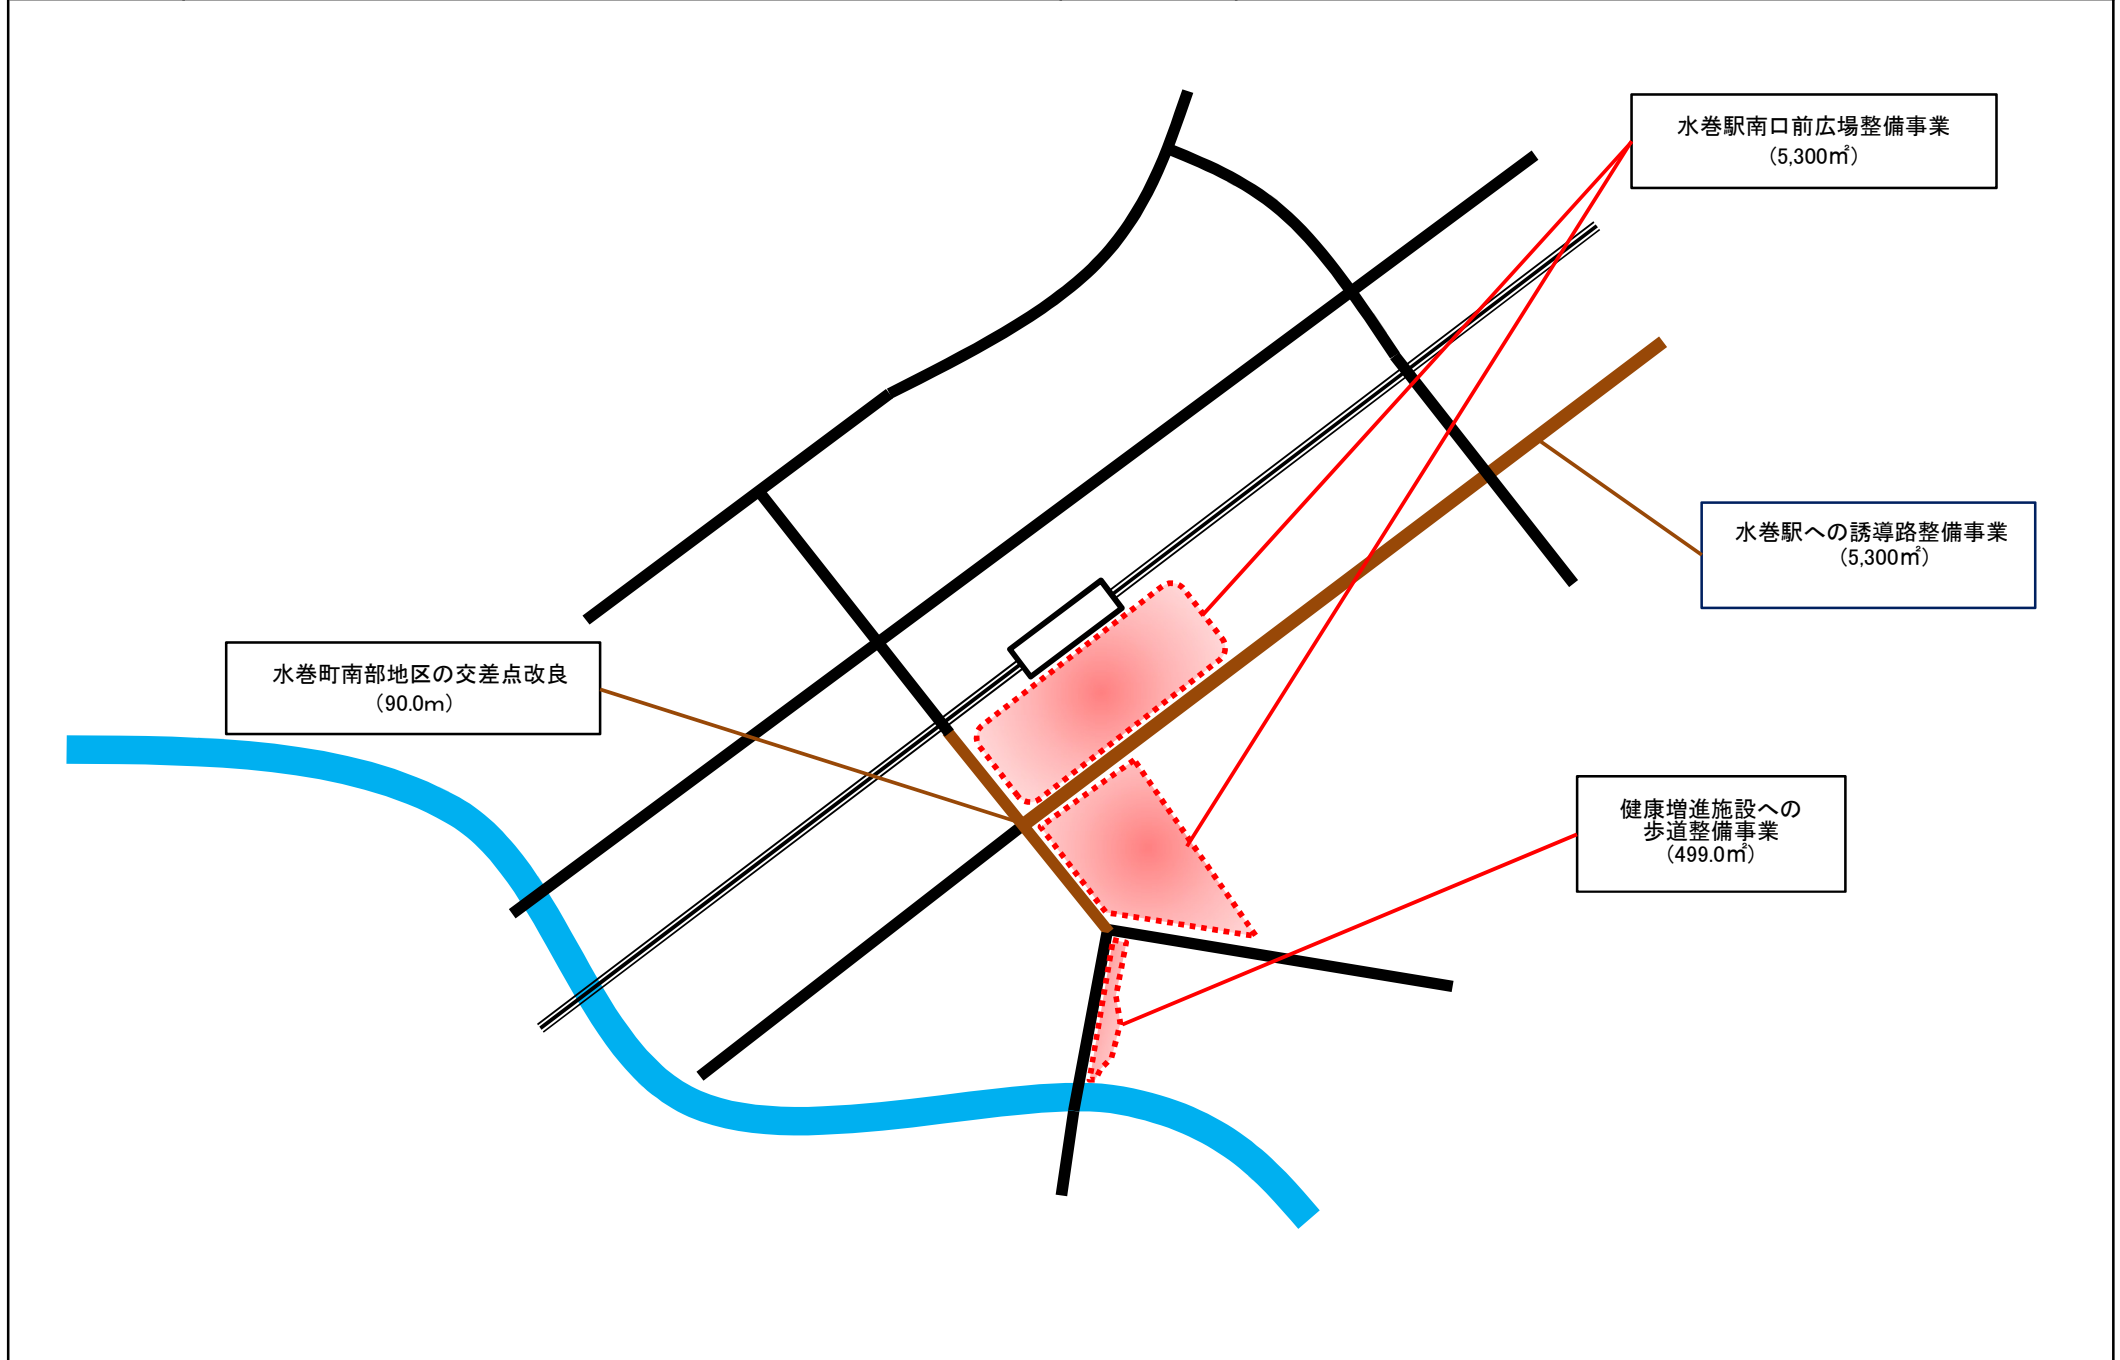 水巻駅南口前広場整備事業
（5,300㎡）
水巻駅への誘導路整備事業
（5,300㎡）
水巻町南部地区の交差点改良
（90.0m）
健康増進施設への
歩道整備事業
（499.0㎡）